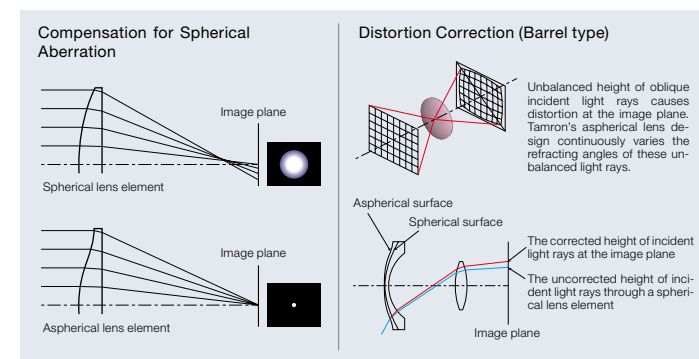 Compensation for Spherical
Aberration
Image plane
Spherical lens element
Image plane
Aspherical lens element
Distortion Correction (Barrel type)
Unbalanced height of oblique
incident light rays causes
distortion at the image plane.
Tamron's aspherical lens de-
sign continuously varies the
refracting angles of these un-
balanced light rays.
Aspherical surface
Spherical surface
The corrected height of incident
light rays at the image plane
The uncorrected height of inci-
dent light rays through a spheri-
cal lens element
Image plane